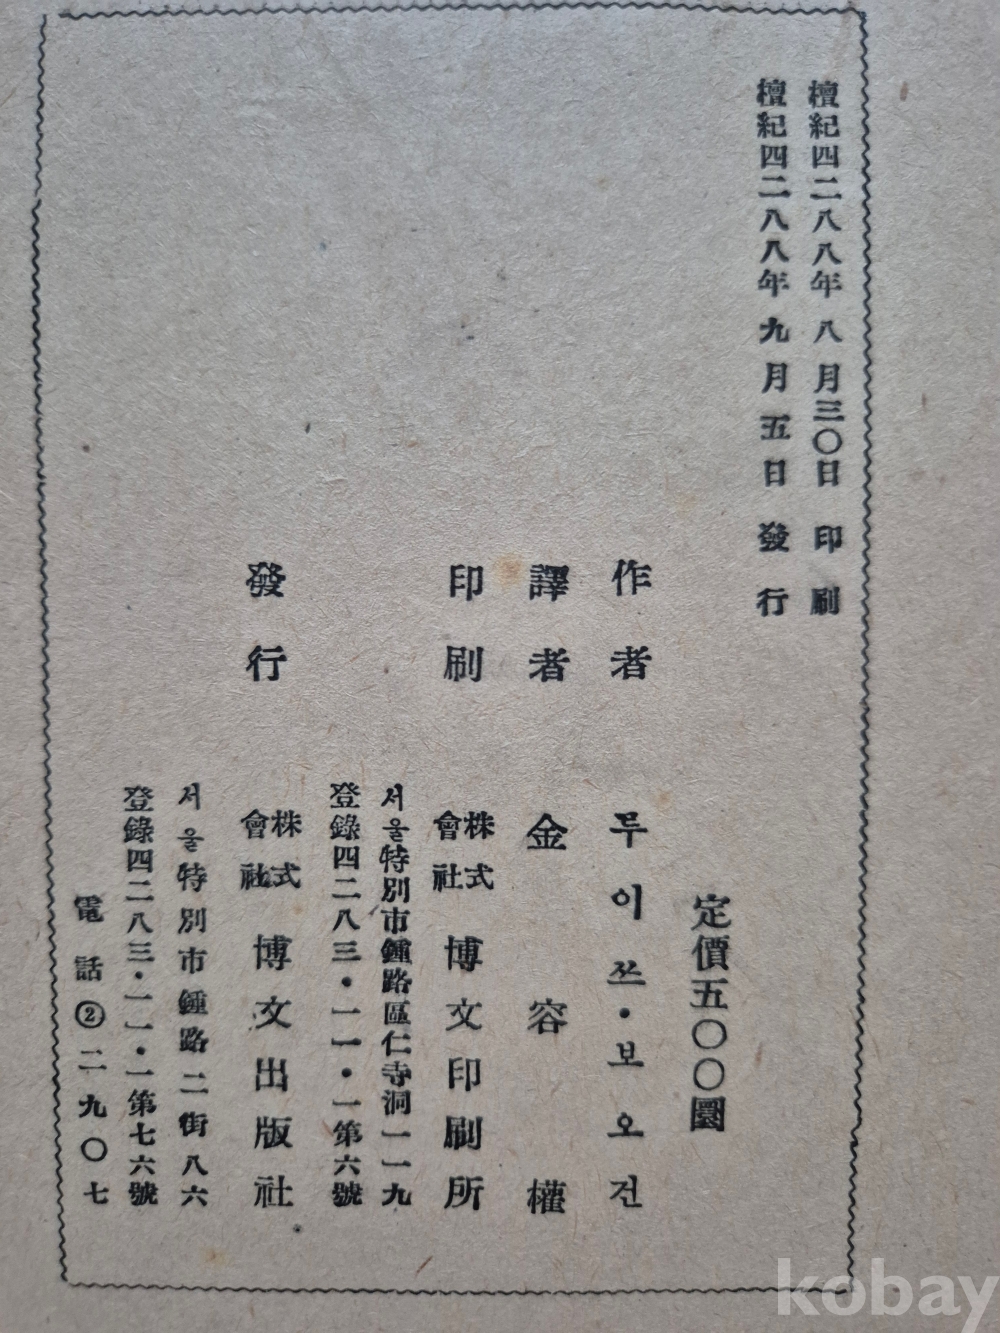 檀紀四二八八年 八月三〇日 印刷
檀紀四二八八年 九月五日 發行
定價五〇〇圜
作者 루이쓰·보오건
譯者 金容權
印刷 株式會社 博文印刷所
서울特別市鍾路區仁寺洞一一九
登錄四二八三·一一·一第六號
發行 株式會社 博文出版社
서울特別市鍾路二街八六
登錄四二八三·一一·一第七六號
電話②二九〇七
kobay